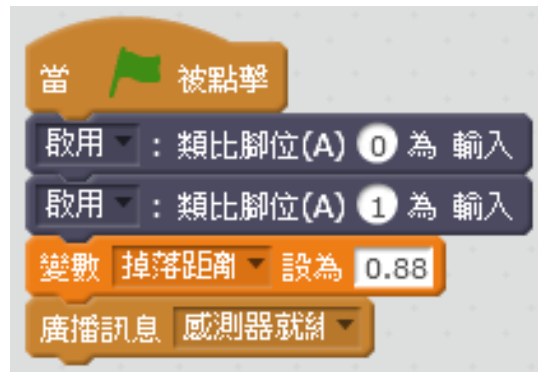 當 被點擊
啟用 : 類比腳位(A) 0 為 輸入
啟用 : 類比腳位(A) 1 為 輸入
變數 掉落距離 設為 0.88
廣播訊息 感測器就緒